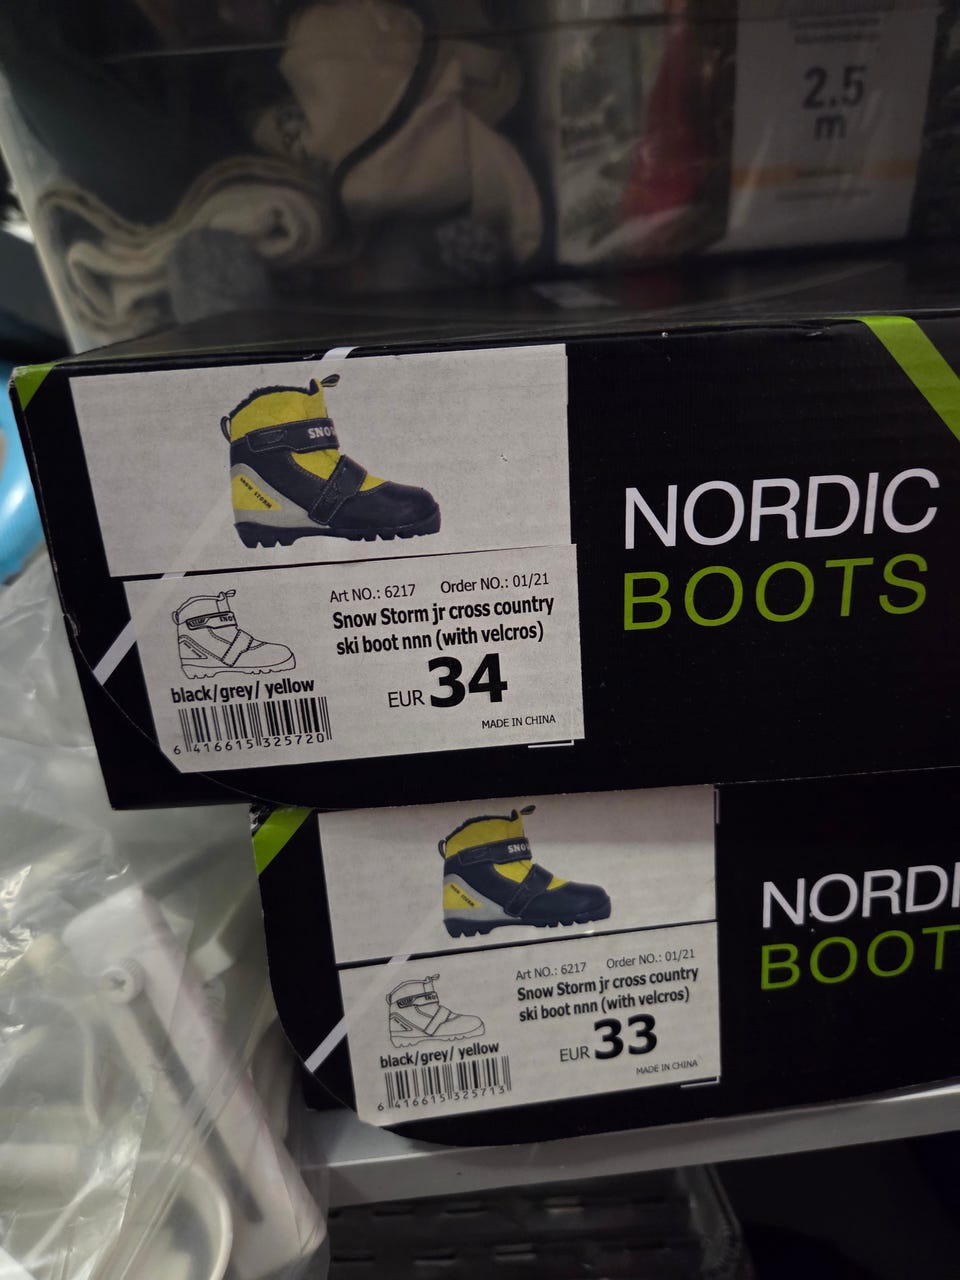 2.5
m
SNO
SNOW STORM
NORDIC
BOOTS
Art NO.: 6217 Order NO.: 01/21
Snow Storm jr cross country
ski boot nnn (with velcros)
EUR 34
black/grey/ yellow
MADE IN CHINA
6 416615 325720
SNO
SNOW STORM
NORDI
BOOT
Art NO.: 6217 Order NO.: 01/21
Snow Storm jr cross country
ski boot nnn (with velcros)
EUR 33
black/grey/ yellow
MADE IN CHINA
6 416615 325713